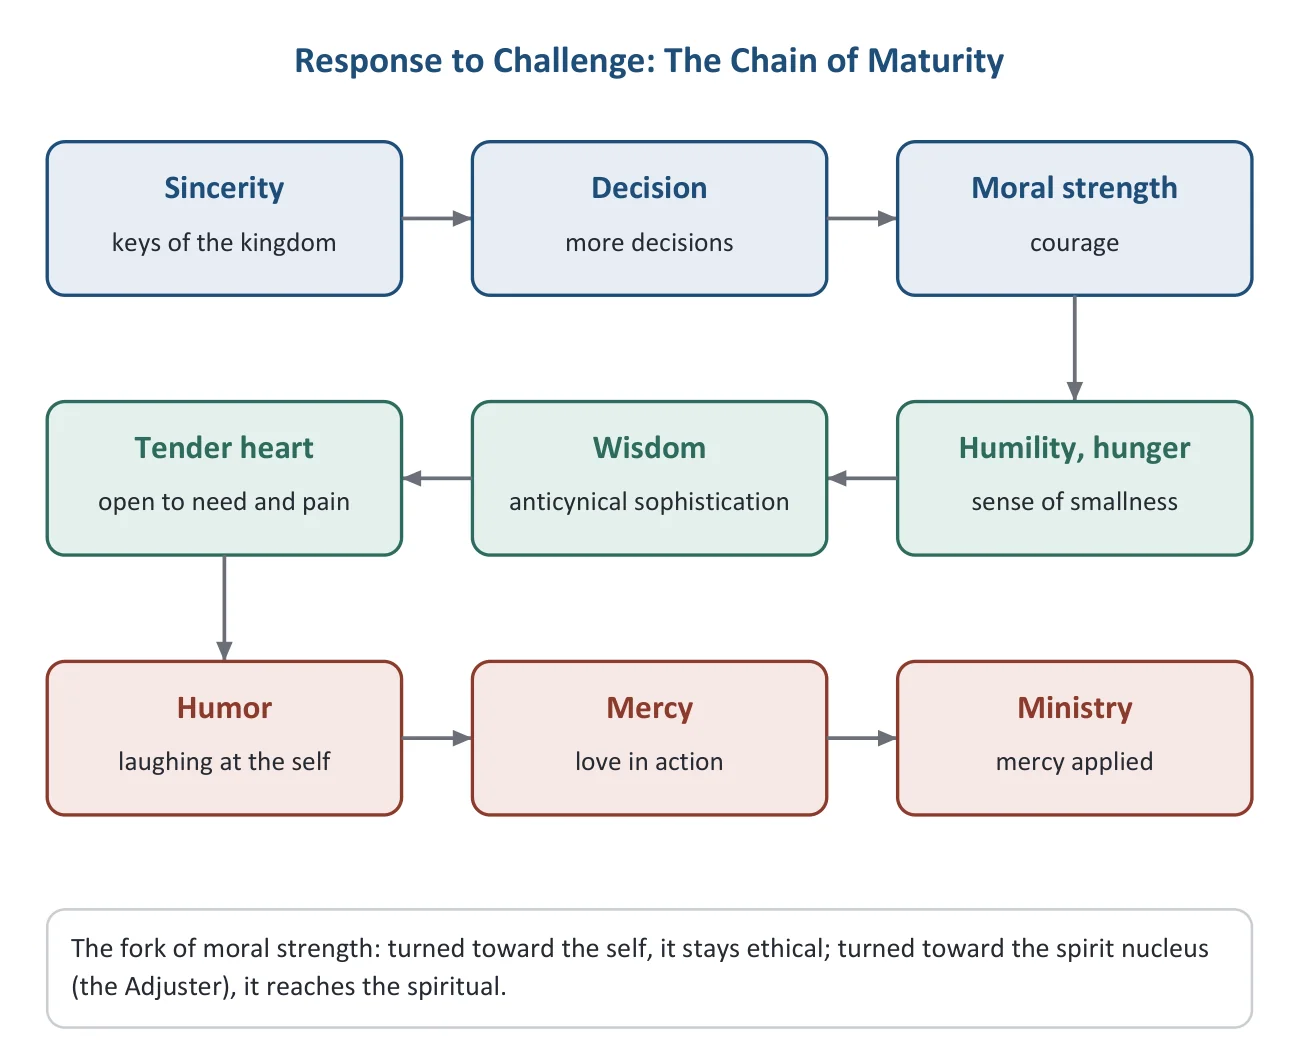 Response to Challenge: The Chain of Maturity
Sincerity
keys of the kingdom
Decision
more decisions
Moral strength
courage
Tender heart
open to need and pain
Wisdom
anticynical sophistication
Humility, hunger
sense of smallness
Humor
laughing at the self
Mercy
love in action
Ministry
mercy applied
The fork of moral strength: turned toward the self, it stays ethical; turned toward the spirit nucleus
(the Adjuster), it reaches the spiritual.